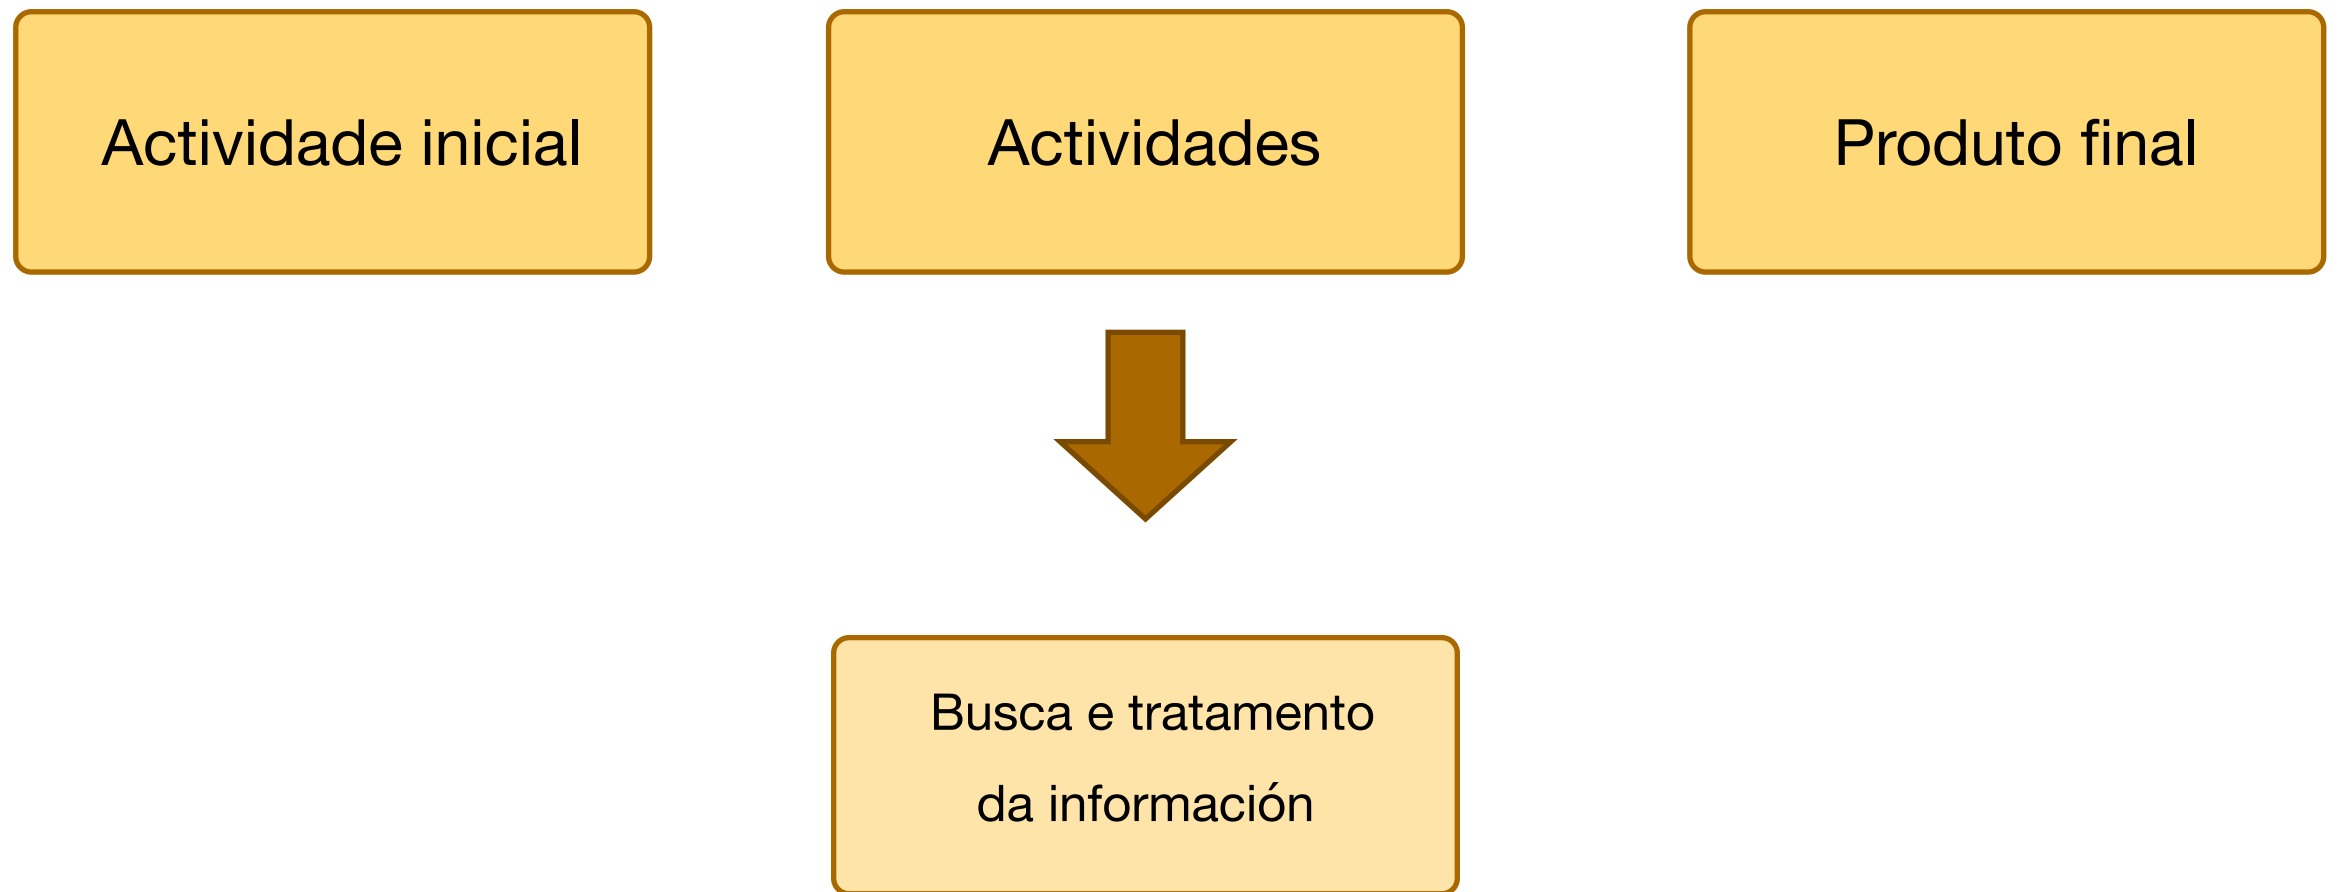 Actividade inicial
Actividades
Produto final
Busca e tratamento
da información